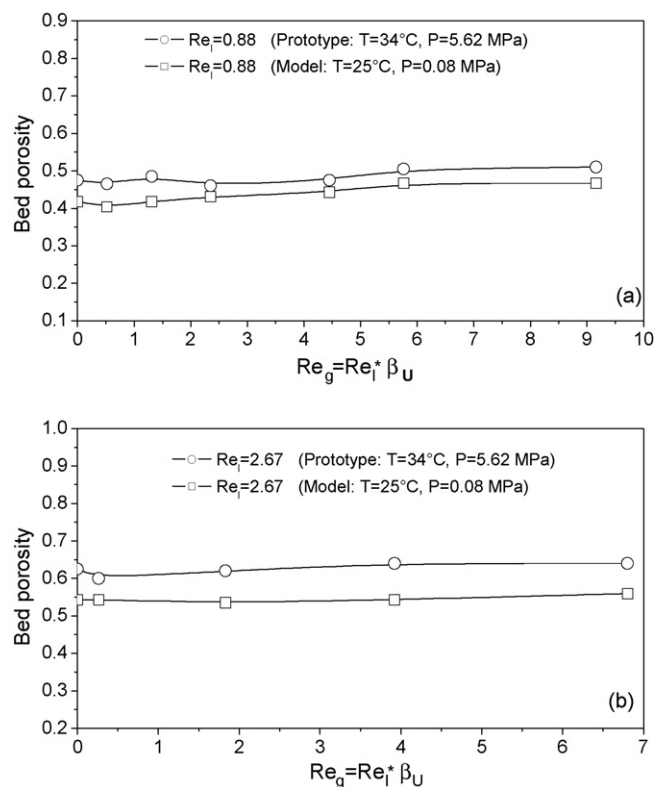 0.9
0.8
0.7
0.6
0.5
0.4
0.3
0.2
0.1
Bed porosity
Re_l=0.88 (Prototype: T=34°C, P=5.62 MPa)
Re_l=0.88 (Model: T=25°C, P=0.08 MPa)
(a)
0 1 2 3 4 5 6 7 8 9 10
Re_g=Re_l* β_U
1.0
0.9
0.8
0.7
0.6
0.5
0.4
0.3
0.2
Bed porosity
Re_l=2.67 (Prototype: T=34°C, P=5.62 MPa)
Re_l=2.67 (Model: T=25°C, P=0.08 MPa)
(b)
0 1 2 3 4 5 6 7
Re_g=Re_l* β_U